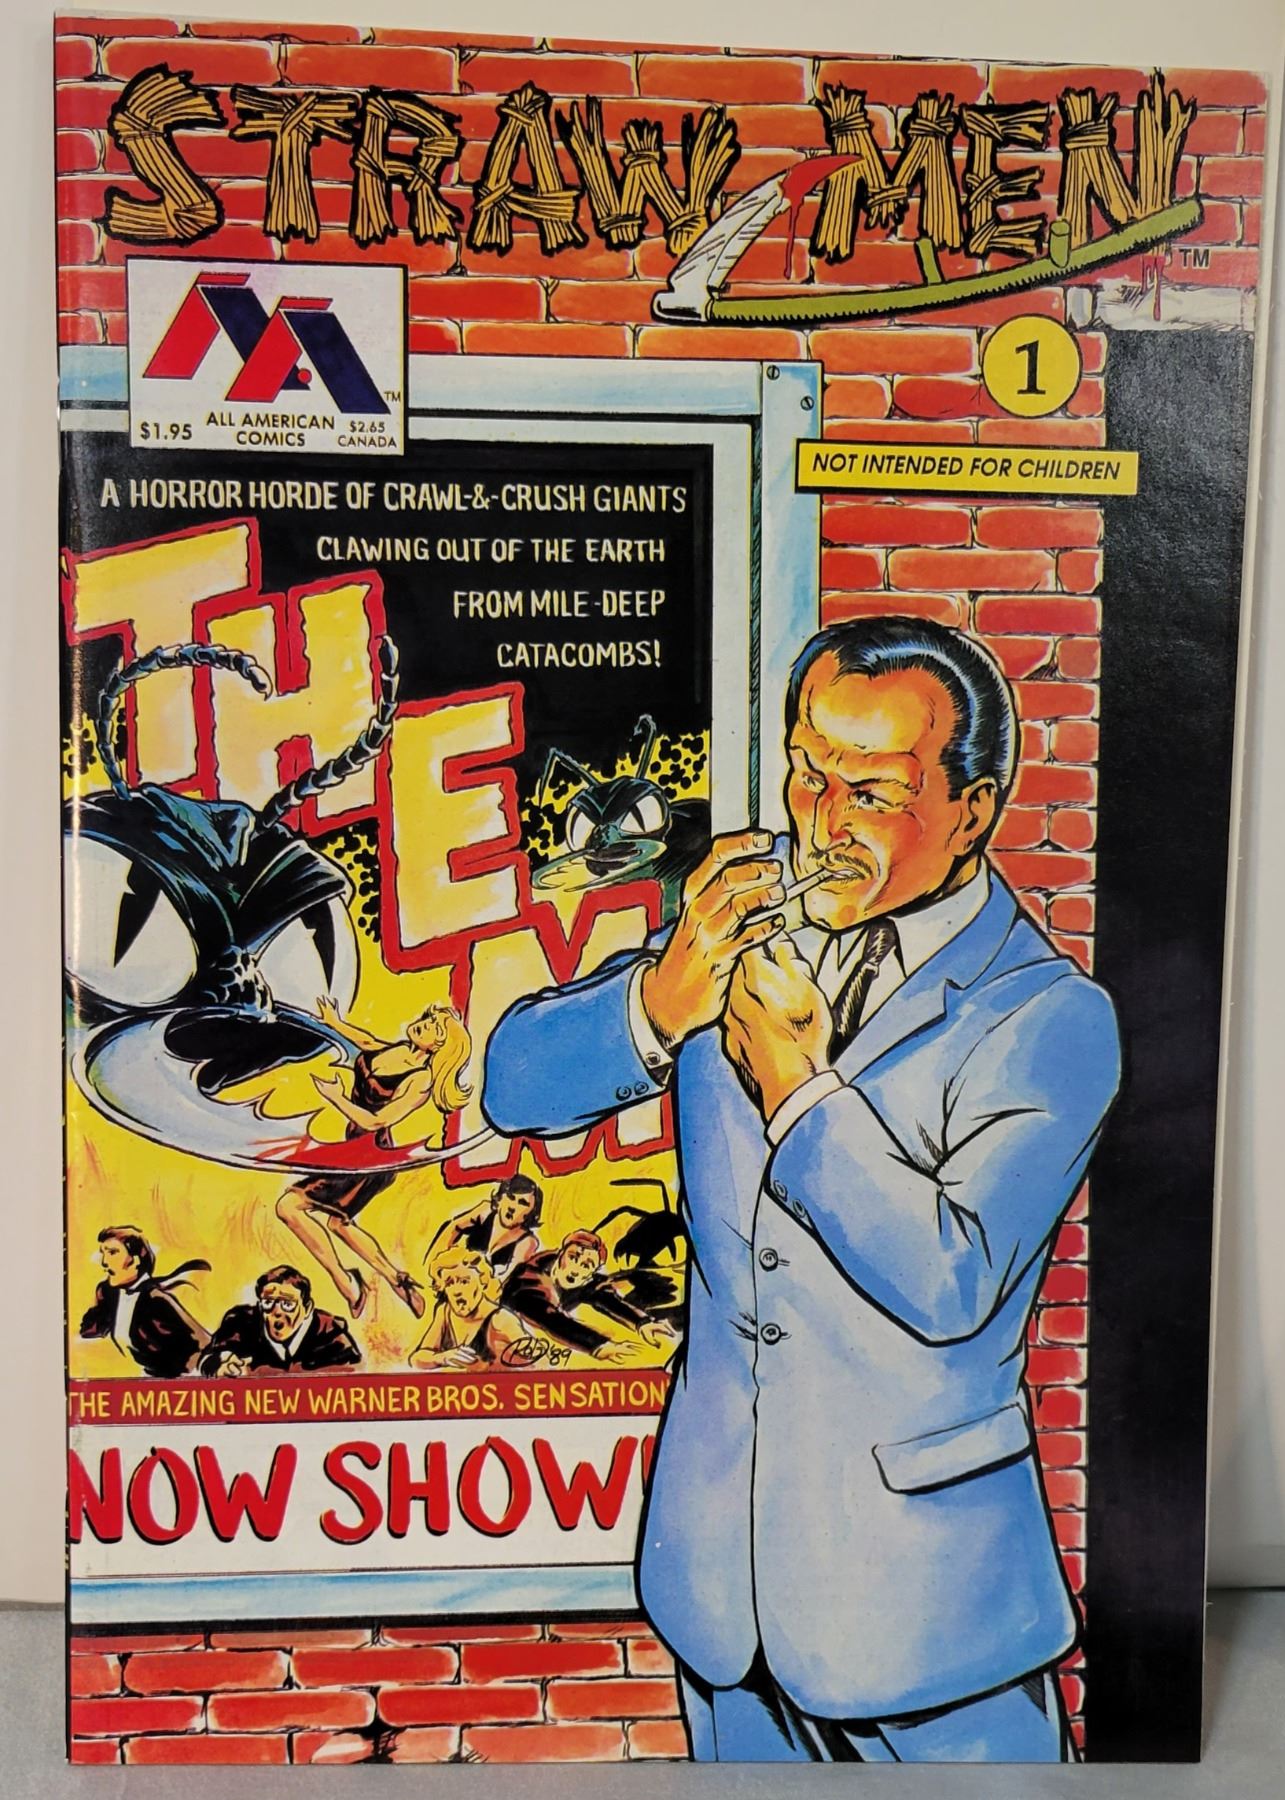 STRAW MEN
TM
TM
$1.95
ALL AMERICAN
COMICS
$2.65
CANADA
1
NOT INTENDED FOR CHILDREN
A HORROR HORDE OF CRAWL-&-CRUSH GIANTS
CLAWING OUT OF THE EARTH
FROM MILE-DEEP
CATACOMBS!
THEM
THE AMAZING NEW WARNER BROS. SENSATION
NOW SHOW